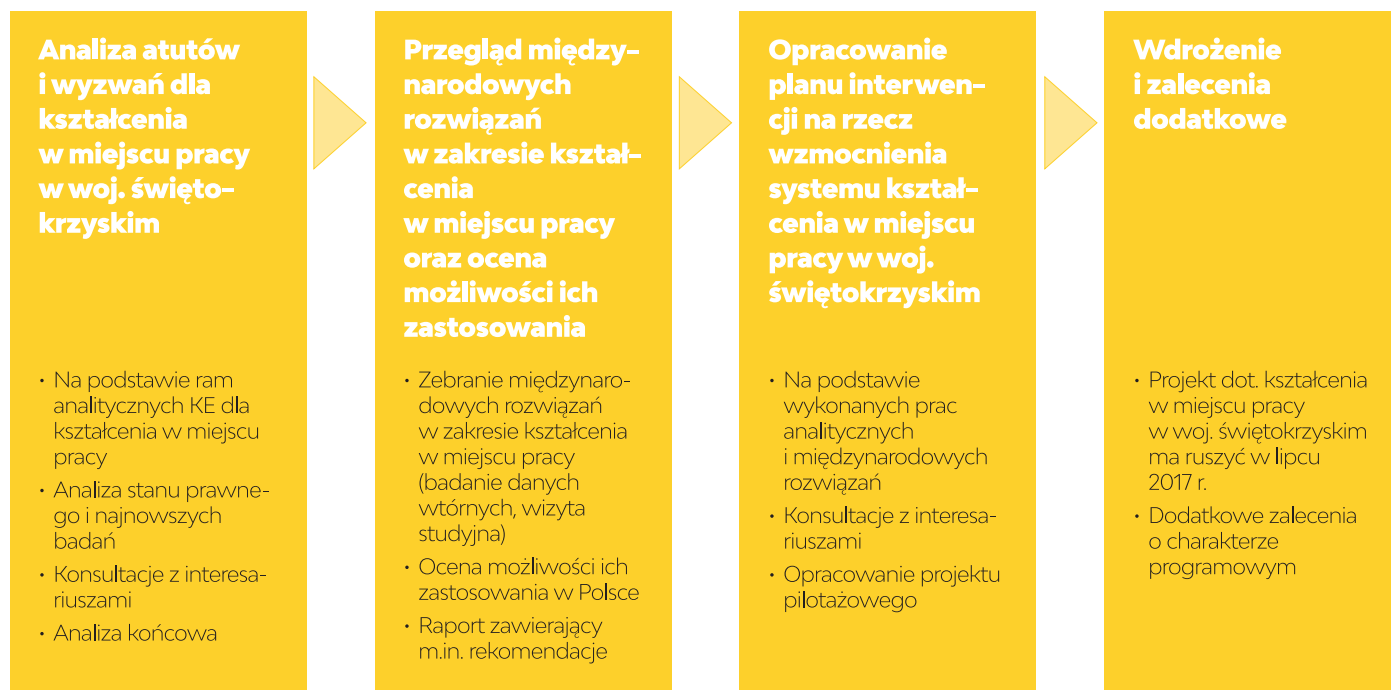 Analiza atutów
i wyzwań dla
kształcenia
w miejscu pracy
w woj. święto-
krzyskim
• Na podstawie ram
analitycznych KE dla
kształcenia w miejscu
pracy
• Analiza stanu prawne-
go i najnowszych
badań
• Konsultacje z interesa-
riuszami
• Analiza końcowa
Przegląd między-
narodowych
rozwiązań
w zakresie kształ-
cenia
w miejscu pracy
oraz ocena
możliwości ich
zastosowania
• Zebranie międzynaro-
dowych rozwiązań
w zakresie kształcenia
w miejscu pracy
(badanie danych
wtórnych, wizyta
studyjna)
• Ocena możliwości ich
zastosowania w Polsce
• Raport zawierający
m.in. rekomendacje
Opracowanie
planu interwen-
cji na rzecz
wzmocnienia
systemu kształ-
cenia w miejscu
pracy w woj.
świętokrzyskim
• Na podstawie
wykonanych prac
analitycznych
i międzynarodowych
rozwiązań
• Konsultacje z interesa-
riuszami
• Opracowanie projektu
pilotażowego
Wdrożenie
i zalecenia
dodatkowe
• Projekt dot. kształcenia
w miejscu pracy
w woj. świętokrzyskim
ma ruszyć w lipcu
2017 r.
• Dodatkowe zalecenia
o charakterze
programowym